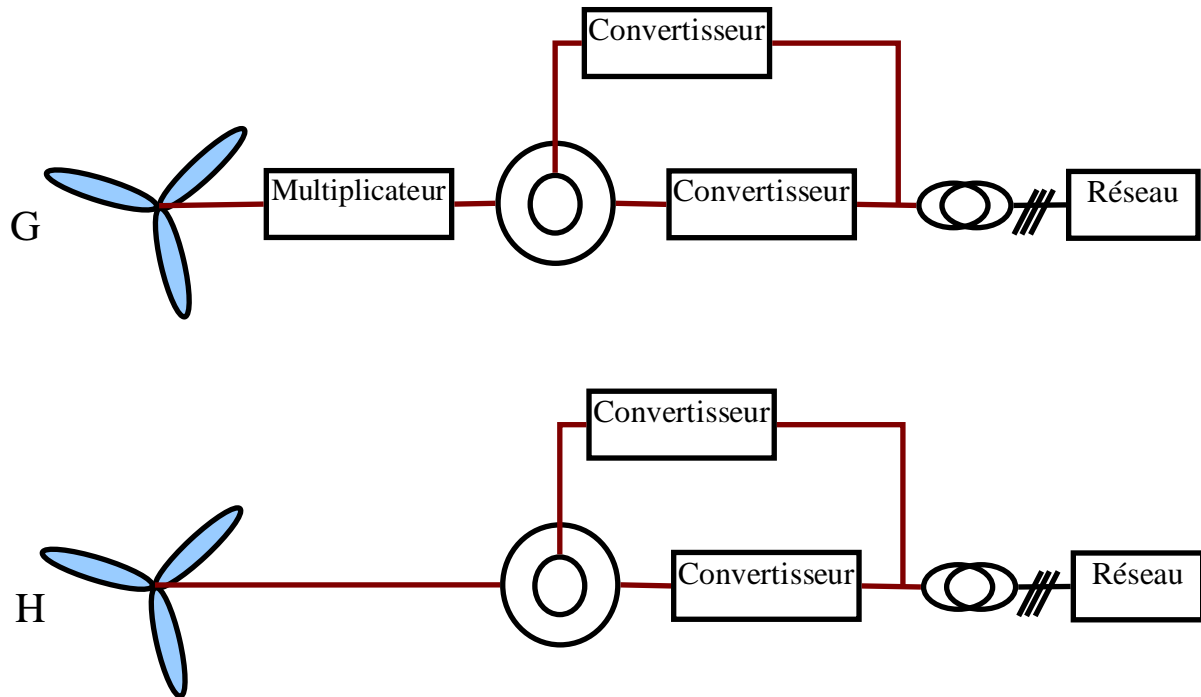 Convertisseur
Multiplicateur
Convertisseur
Réseau
G
Convertisseur
Convertisseur
Réseau
H